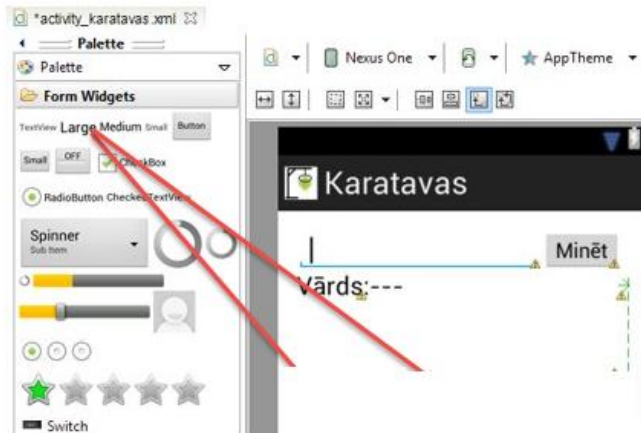 *activity_karatavas.xml
Palette
Palette
Form Widgets
TextView Large Medium Small Button
Small OFF CheckBox
RadioButton CheckedTextView
Spinner
Sub Item
Switch
Nexus One AppTheme
Karatavas
Minēt
Vārds:---